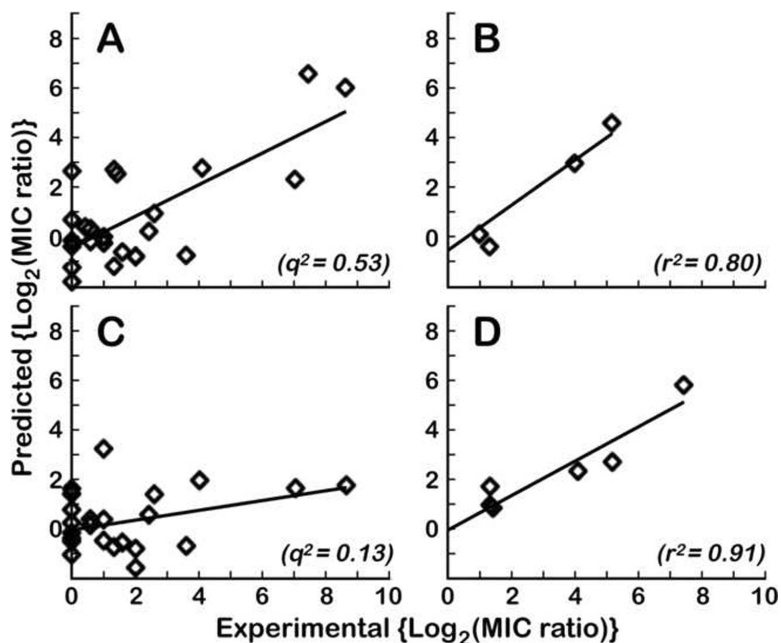 A
B
8
6
4
2
0
8
6
4
2
0
(q² = 0.53)
(r² = 0.80)
C
D
8
6
4
2
0
8
6
4
2
0
(q² = 0.13)
(r² = 0.91)
0 2 4 6 8 10
0 2 4 6 8 10
Predicted {Log₂(MIC ratio)}
Experimental {Log₂(MIC ratio)}